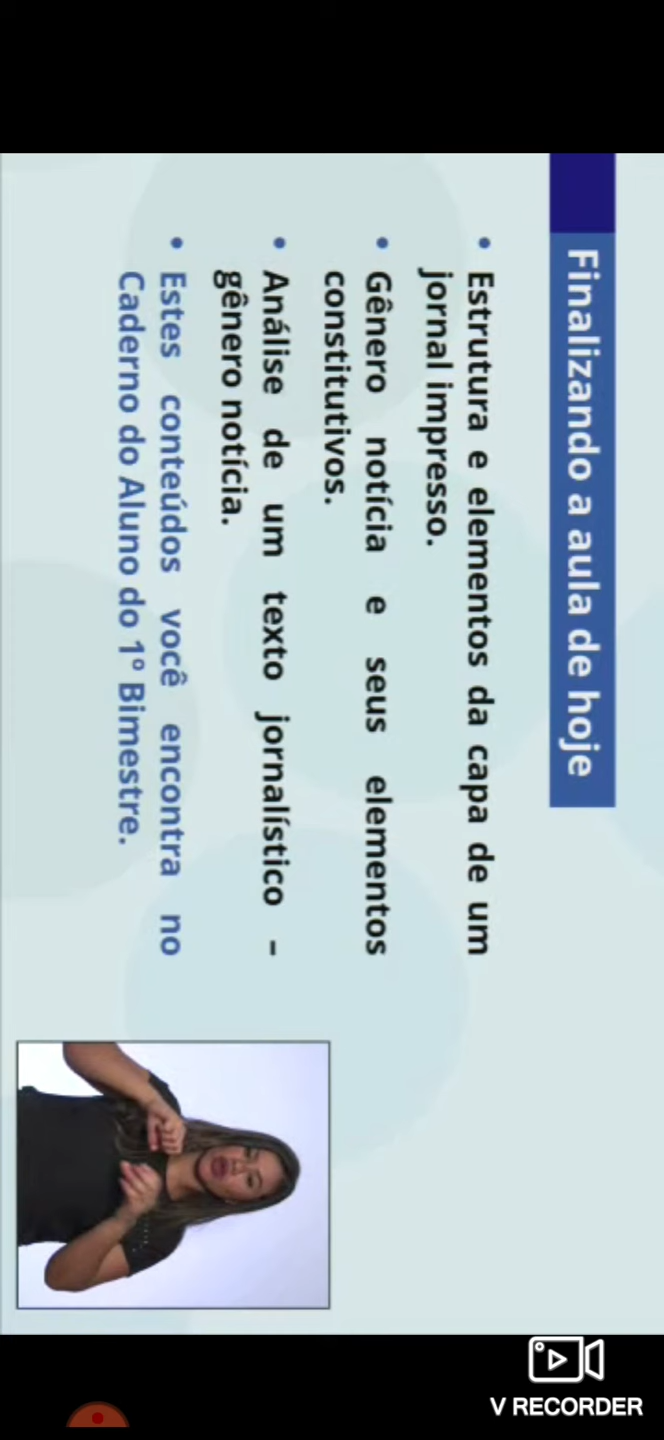 Finalizando a aula de hoje
• Estrutura e elementos da capa de um
jornal impresso.
• Gênero notícia e seus elementos
constitutivos.
• Análise de um texto jornalístico –
gênero notícia.
• Estes conteúdos você encontra no
Caderno do Aluno do 1º Bimestre.
V RECORDER